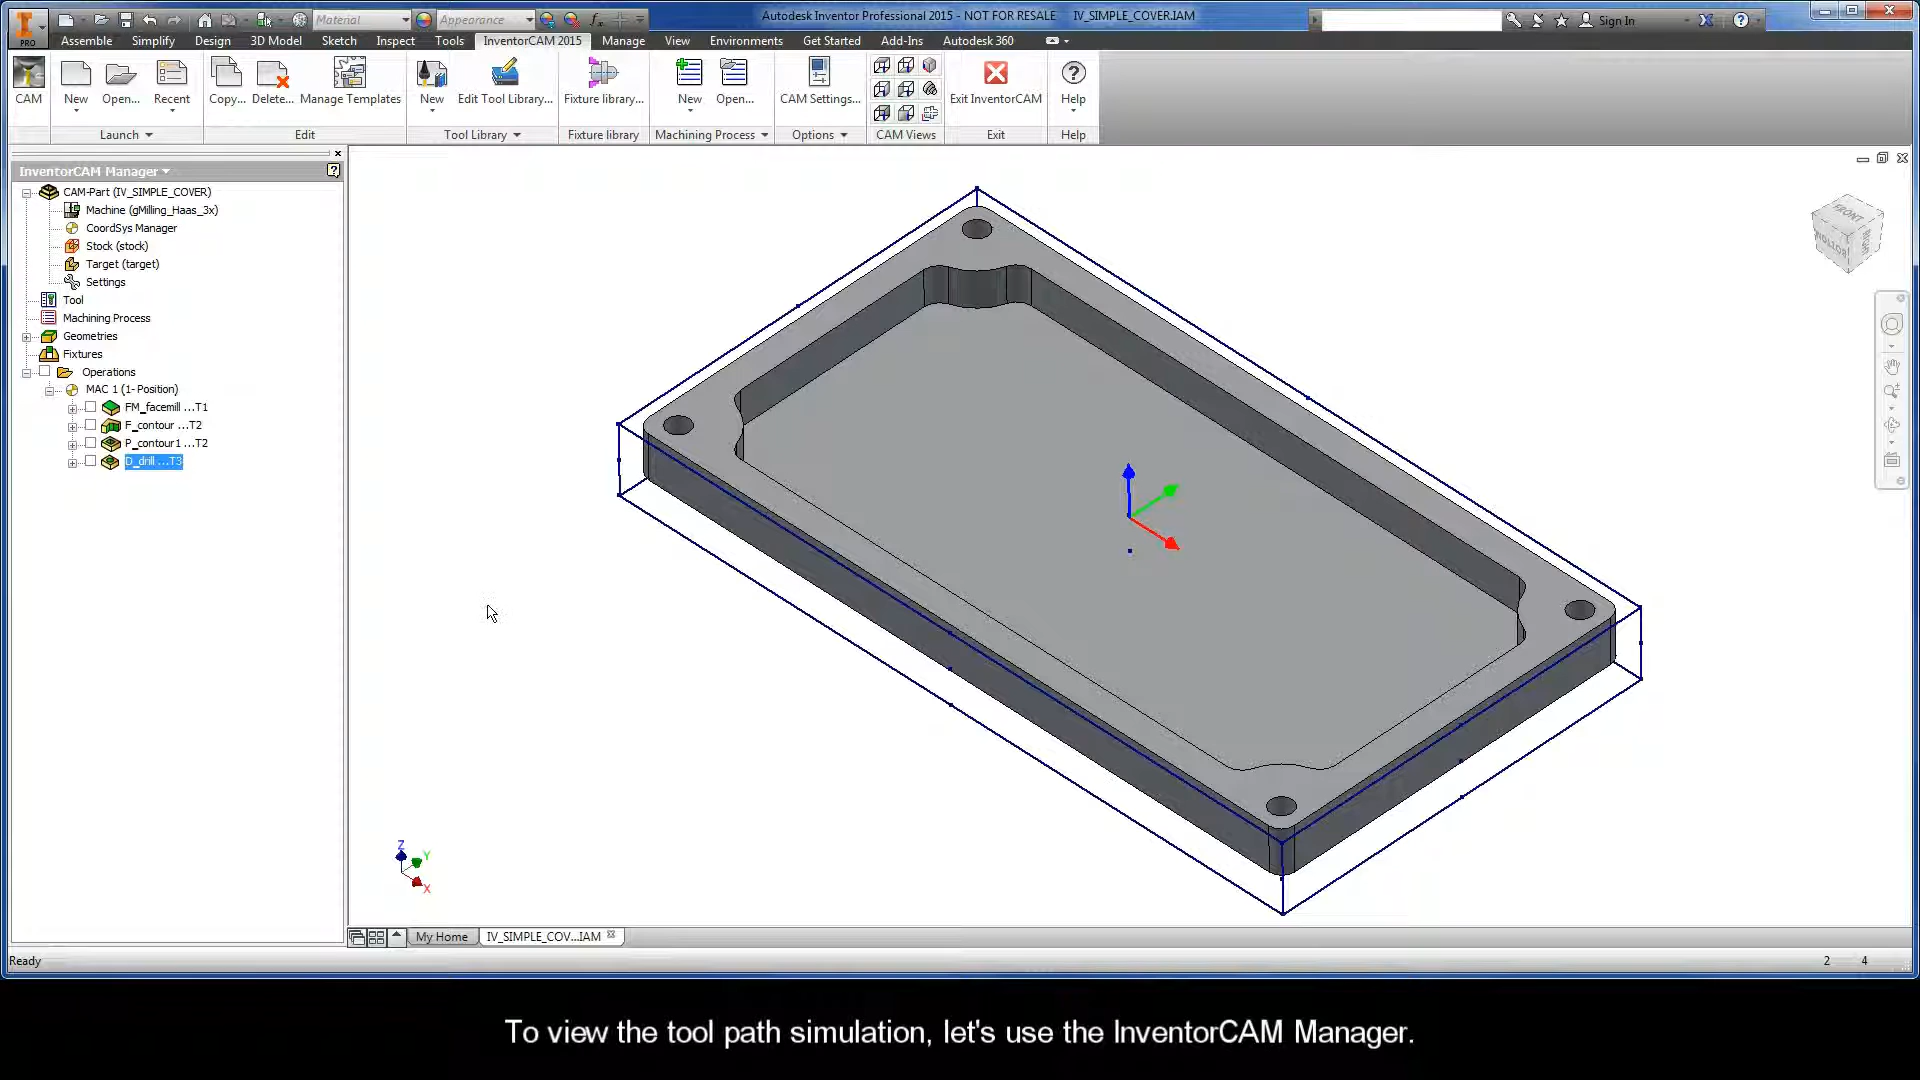 Material
Appearance
Autodesk Inventor Professional 2015 - NOT FOR RESALE IV_SIMPLE_COVER.IAM
Sign In
PRO
Assemble Simplify Design 3D Model Sketch Inspect Tools InventorCAM 2015 Manage View Environments Get Started Add-Ins Autodesk 360
CAM New Open... Recent Copy... Delete... Manage Templates New Edit Tool Library... Fixture library... New Open... CAM Settings... Exit InventorCAM Help
Launch Edit Tool Library Fixture library Machining Process Options CAM Views Exit Help
InventorCAM Manager
CAM-Part (IV_SIMPLE_COVER)
Machine (gMilling_Haas_3x)
CoordSys Manager
Stock (stock)
Target (target)
Settings
Tool
Machining Process
Geometries
Fixtures
Operations
MAC 1 (1- Position)
FM_facemill ...T1
F_contour ...T2
P_contour1 ...T2
D_drill ...T3
FRONT
Z
Y
X
My Home IV_SIMPLE_COV...IAM
Ready
2 4
To view the tool path simulation, let's use the InventorCAM Manager.